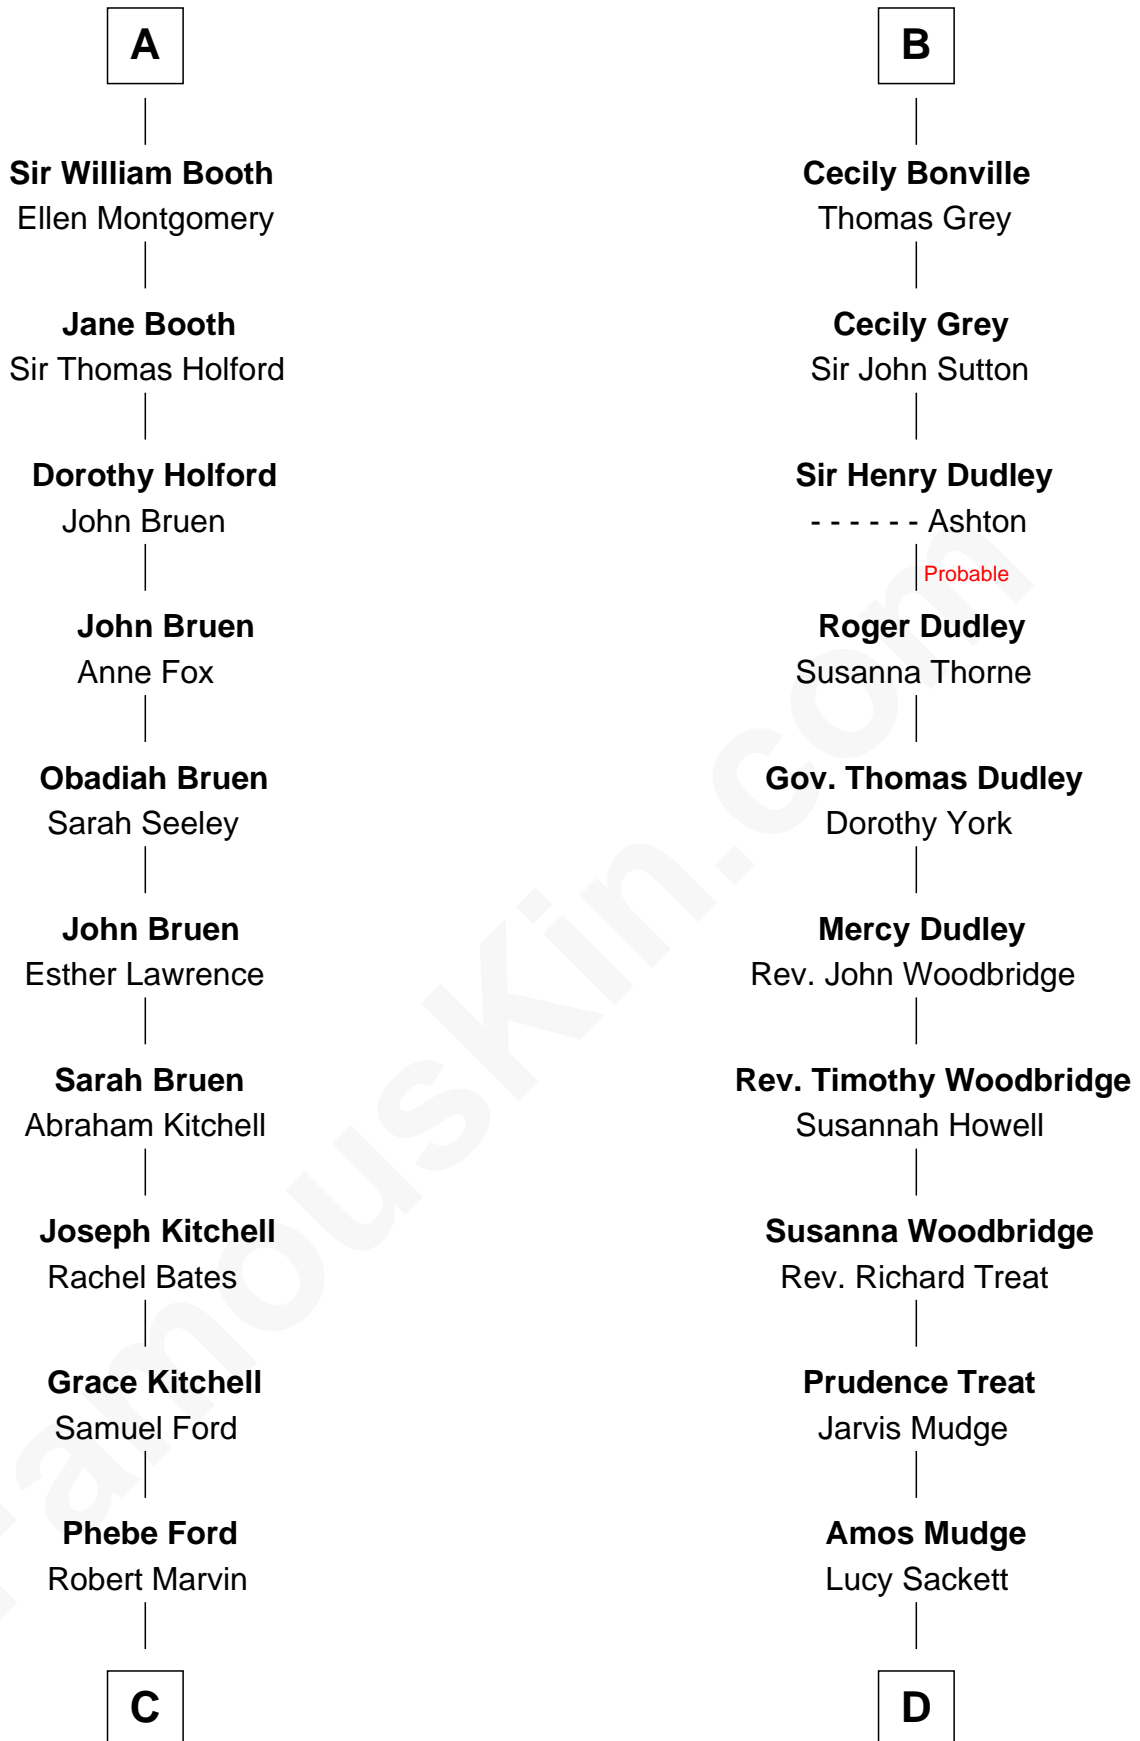 A
Sir William Booth
Ellen Montgomery
Jane Booth
Sir Thomas Holford
Dorothy Holford
John Bruen
John Bruen
Anne Fox
Obadiah Bruen
Sarah Seeley
John Bruen
Esther Lawrence
Sarah Bruen
Abraham Kitchell
Joseph Kitchell
Rachel Bates
Grace Kitchell
Samuel Ford
Phebe Ford
Robert Marvin
C
B
Cecily Bonville
Thomas Grey
Cecily Grey
Sir John Sutton
Sir Henry Dudley
- - - - - - Ashton
Probable
Roger Dudley
Susanna Thorne
Gov. Thomas Dudley
Dorothy York
Mercy Dudley
Rev. John Woodbridge
Rev. Timothy Woodbridge
Susannah Howell
Susanna Woodbridge
Rev. Richard Treat
Prudence Treat
Jarvis Mudge
Amos Mudge
Lucy Sackett
D
FamousKin.com